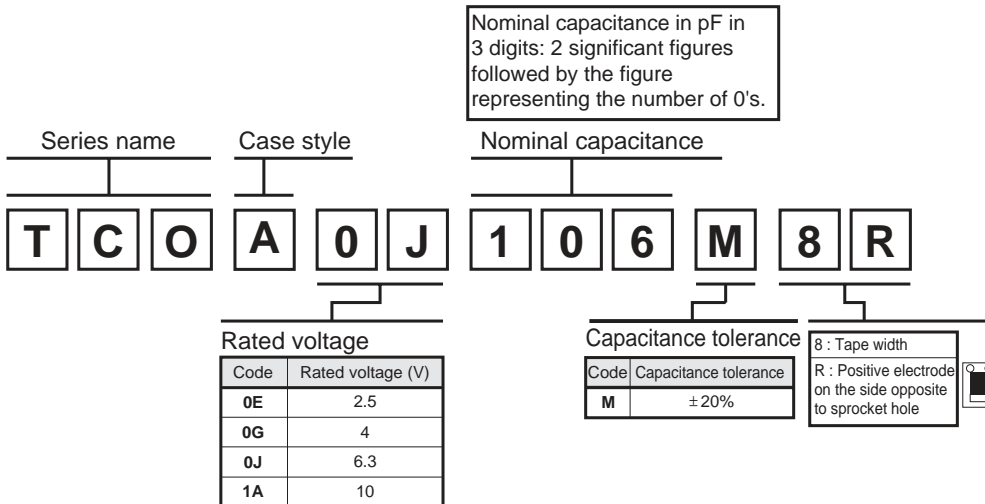 Nominal capacitance in pF in
3 digits: 2 significant figures
followed by the figure
representing the number of 0's.
Series name
Case style
Nominal capacitance
T C O A 0 J 1 0 6 M 8 R
Rated voltage
Code Rated voltage (V)
0E 2.5
0G 4
0J 6.3
1A 10
Capacitance tolerance
Code Capacitance tolerance
M ±20%
8 : Tape width
R : Positive electrode
on the side opposite
to sprocket hole